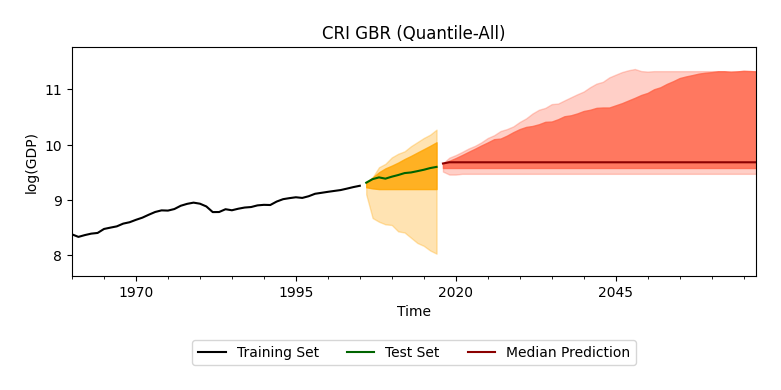 CRI GBR (Quantile-All)
log(GDP)
11
10
9
8
1970 1995 2020 2045
Time
Training Set Test Set Median Prediction